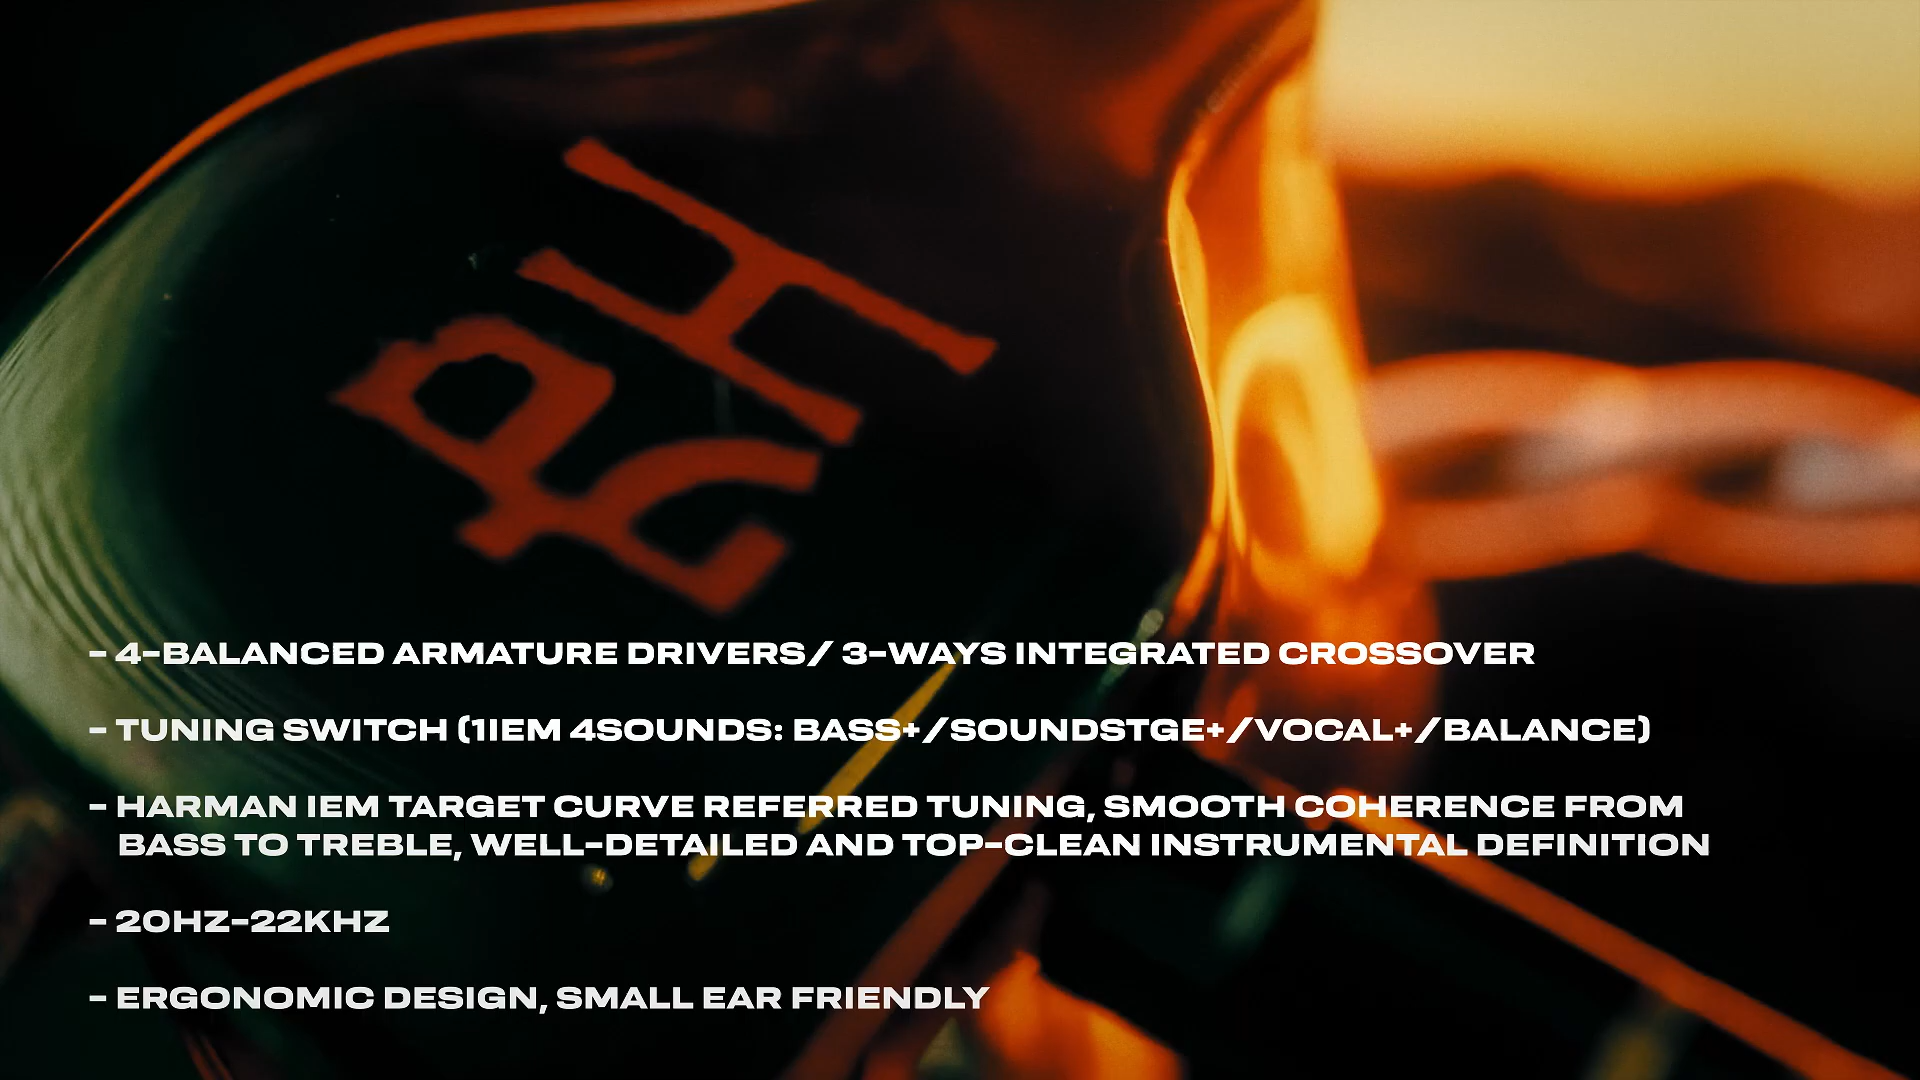 RH
- 4-BALANCED ARMATURE DRIVERS/ 3-WAYS INTEGRATED CROSSOVER
- TUNING SWITCH (1IEM 4SOUNDS: BASS+/SOUNDSTGE+/VOCAL+/BALANCE)
- HARMAN IEM TARGET CURVE REFERRED TUNING, SMOOTH COHERENCE FROM
BASS TO TREBLE, WELL-DETAILED AND TOP-CLEAN INSTRUMENTAL DEFINITION
- 20HZ-22KHZ
- ERGONOMIC DESIGN, SMALL EAR FRIENDLY